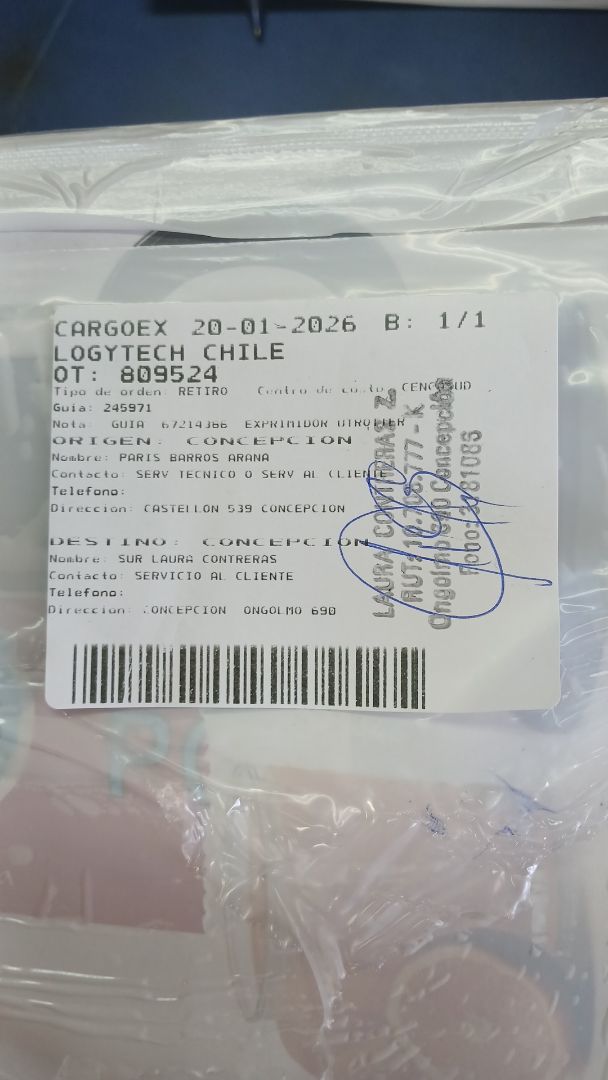 CARGOEX 20-01-2026 B: 1/1
LOGYTECH CHILE
OT: 809524
Tipo de orden: RETIRO Centro de costo: CENCOSUD
Guia: 245971
Nota: GUIA 67214366 EXPRIMIDOR
ORIGEN: CONCEPCION
Nombre: PARIS BARROS ARANA
Contacto: SERV TECNICO O SERV AL CLIENTE
Telefono:
Direccion: CASTELLON 539 CONCEPCION
DESTINO: CONCEPCION
Nombre: SUR LAURA CONTRERAS
Contacto: SERVICIO AL CLIENTE
Telefono:
Direccion: CONCEPCION ONGOLMO 690
LAURA CONTRERAS Z.
RUT:
Ongolmo 690 Concepción